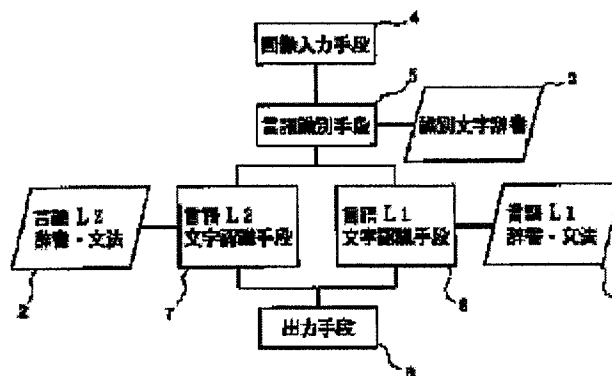 4
画像入力手段
5
3
言語識別手段
識別文字辞書
言語L2
辞書・文法
言語L2
文字認識手段
言語L1
文字認識手段
言語L1
辞書・文法
2
7
6
出力手段